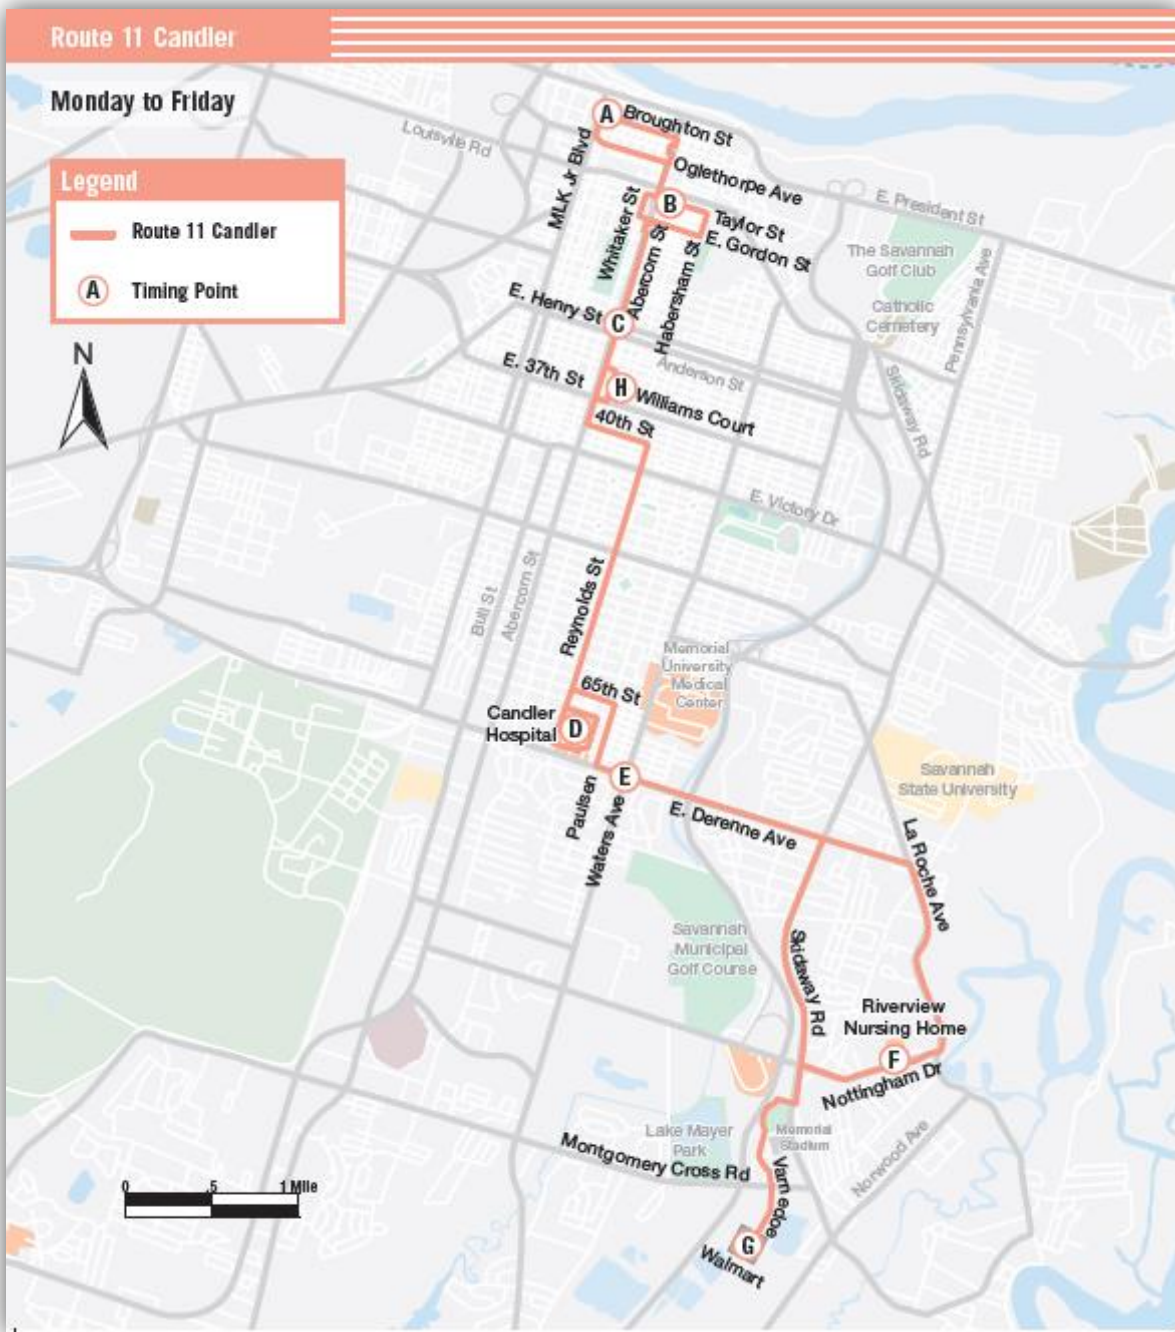 Route 11 Candler
Monday to Friday
Legend
Route 11 Candler
A
Timing Point
N
A
Broughton St
Louisville Rd
MLK Jr Blvd
Oglethorpe Ave
E. President St
Whitaker St
B
Taylor St
E. Gordon St
Abercorn St
Habersham St
The Savannah
Golf Club
Catholic
Cemetery
Pennsylvania Ave
E. Henry St
C
Anderson St
Skidaway Rd
E. 37th St
H
Williams Court
40th St
E. Victory Dr
Reynolds St
Bull St
Abercorn St
Memorial
University
Medical
Center
65th St
Candler
Hospital
D
E
Savannah
State University
Paulsen
Waters Ave
E. Derenne Ave
La Roche Ave
Savannah
Municipal
Golf Course
Skidaway Rd
Riverview
Nursing Home
F
Nottingham Dr
Lake Mayer
Park
Memorial
Stadium
Norwood Ave
Montgomery Cross Rd
Varnedoe
G
Walmart
0 .5 1 Mile